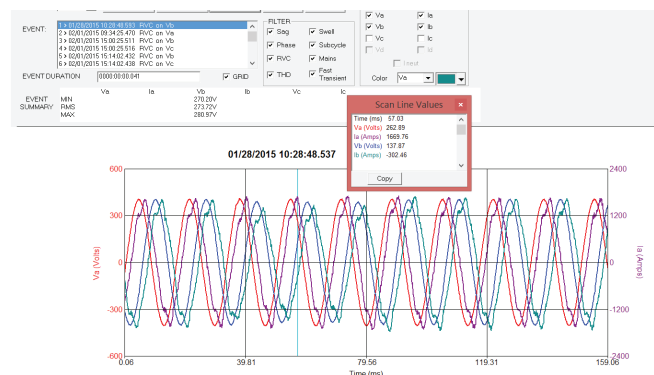 EVENT:
1 > 01/28/2015 10:28:48.593 RVC on Vb
2 > 02/01/2015 09:34:25.470 RVC on Va
3 > 02/01/2015 15:00:25.511 RVC on Vb
4 > 02/01/2015 15:00:25.516 RVC on Vc
5 > 02/01/2015 15:14:02.432 RVC on Vb
6 > 02/01/2015 15:14:02.438 RVC on Vc
EVENT DURATION 0000:00:00.041 GRID
FILTER
Sag Swell
Phase Subcycle
RVC Mains
THD Fast Transient
Va Ia
Vb Ib
Vc Ic
Vd Id
Color Va
Va Ia Vb Ib Vc Ic
EVENT SUMMARY
MIN 270.20V
RMS 273.72V
MAX 280.97V
Scan Line Values
Time (ms) 57.03
Va (Volts) 262.89
Ia (Amps) 1669.76
Vb (Volts) 137.87
Ib (Amps) -302.46
Copy
01/28/2015 10:28:48.537
600
300
0
-300
-600
Va (Volts)
2400
1200
0
-1200
-2400
Ia (Amps)
0.06 39.81 79.56 119.31 159.06
Time (ms)